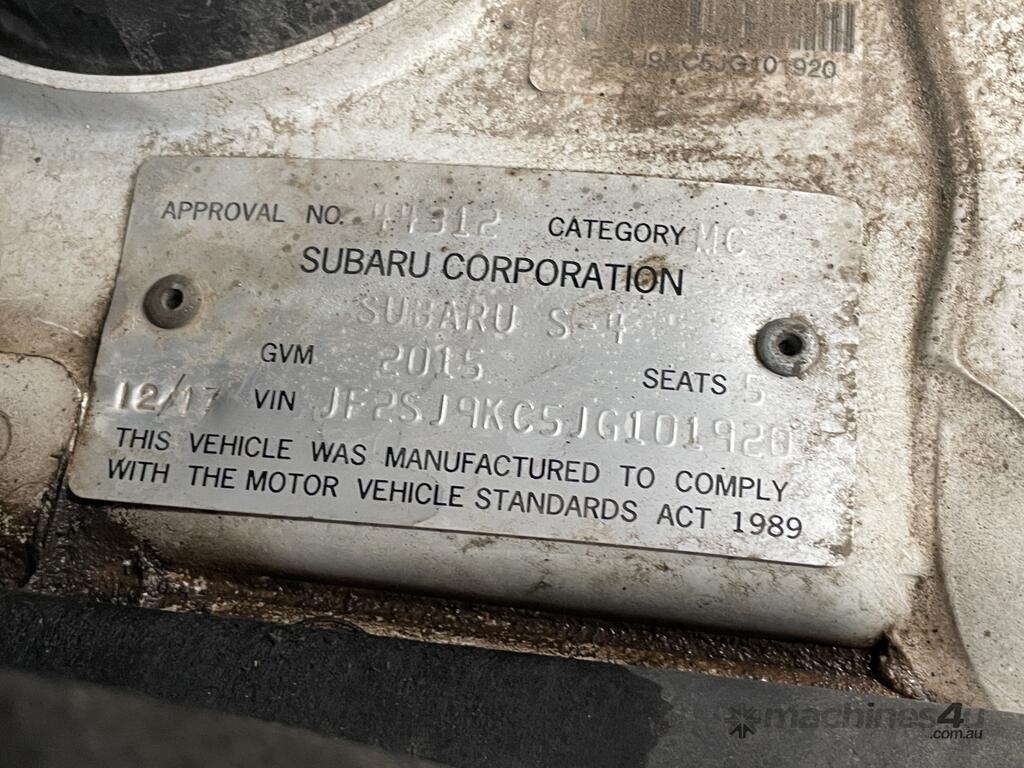 J9KC5JG101920
APPROVAL NO. 44312 CATEGORY MC
SUBARU CORPORATION
SUBARU S-4
GVM 2015 SEATS 5
12/17 VIN JF2SJ9KC5JG101920
THIS VEHICLE WAS MANUFACTURED TO COMPLY
WITH THE MOTOR VEHICLE STANDARDS ACT 1989
machines4u
.com.au